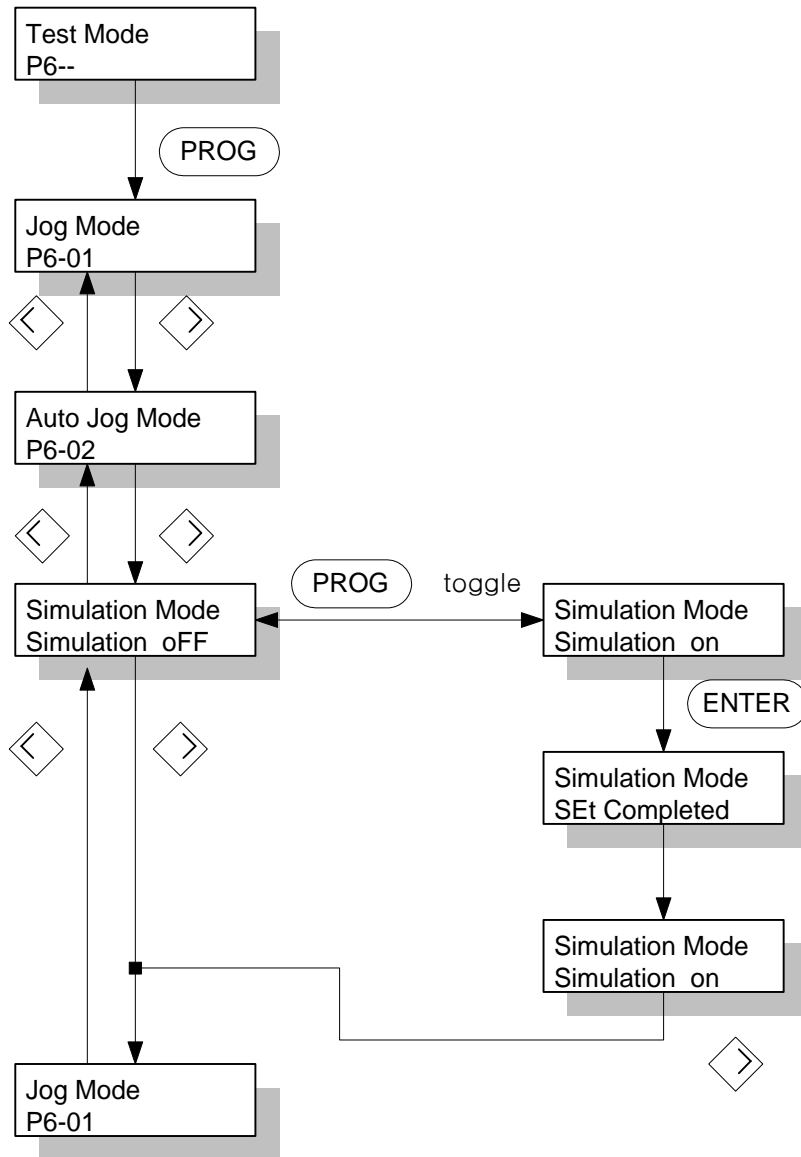 Test Mode
P6--
PROG
Jog Mode
P6-01
Auto Jog Mode
P6-02
Simulation Mode
Simulation oFF
PROG
toggle
Simulation Mode
Simulation on
ENTER
Simulation Mode
SEt Completed
Simulation Mode
Simulation on
Jog Mode
P6-01